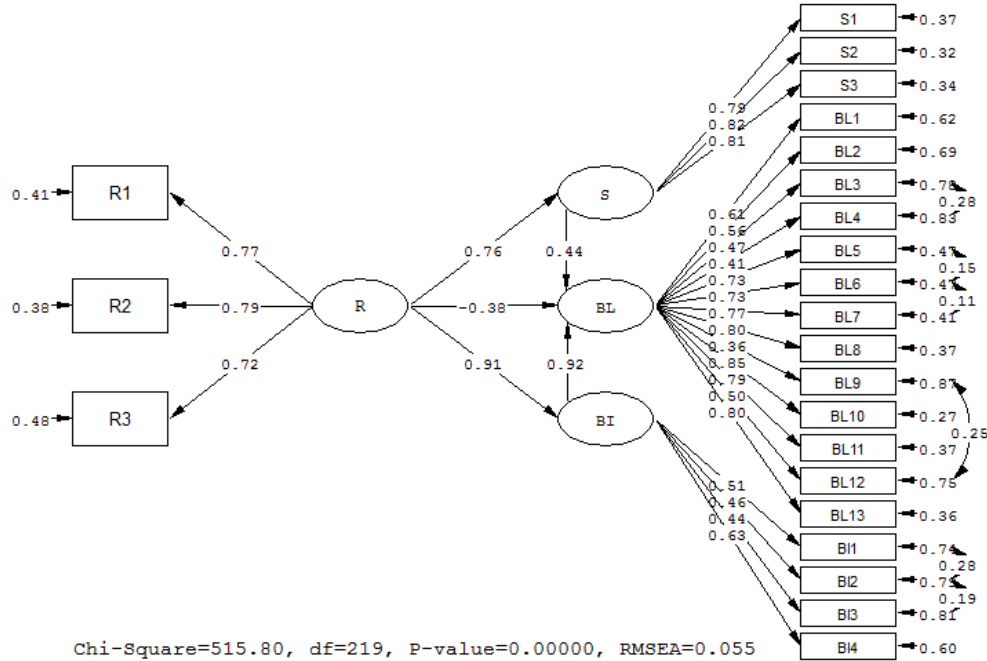 S1 0.37
S2 0.32
S3 0.34
0.79
0.82
0.81
BL1 0.62
BL2 0.69
BL3 0.78
0.28
BL4 0.83
BL5 0.47
0.15
BL6 0.47
0.11
BL7 0.41
BL8 0.37
BL9 0.87
BL10 0.27
0.25
BL11 0.37
BL12 0.75
BL13 0.36
BI1 0.74
0.28
BI2 0.79
0.19
BI3 0.81
BI4 0.60
0.41 R1
0.77
0.38 R2
0.79
0.48 R3
0.72
R
0.76
-0.38
0.91
S
0.44
BL
0.92
BI
0.61
0.56
0.47
0.41
0.73
0.73
0.77
0.80
0.36
0.85
0.79
0.50
0.80
0.51
0.46
0.44
0.63
Chi-Square=515.80, df=219, P-value=0.00000, RMSEA=0.055